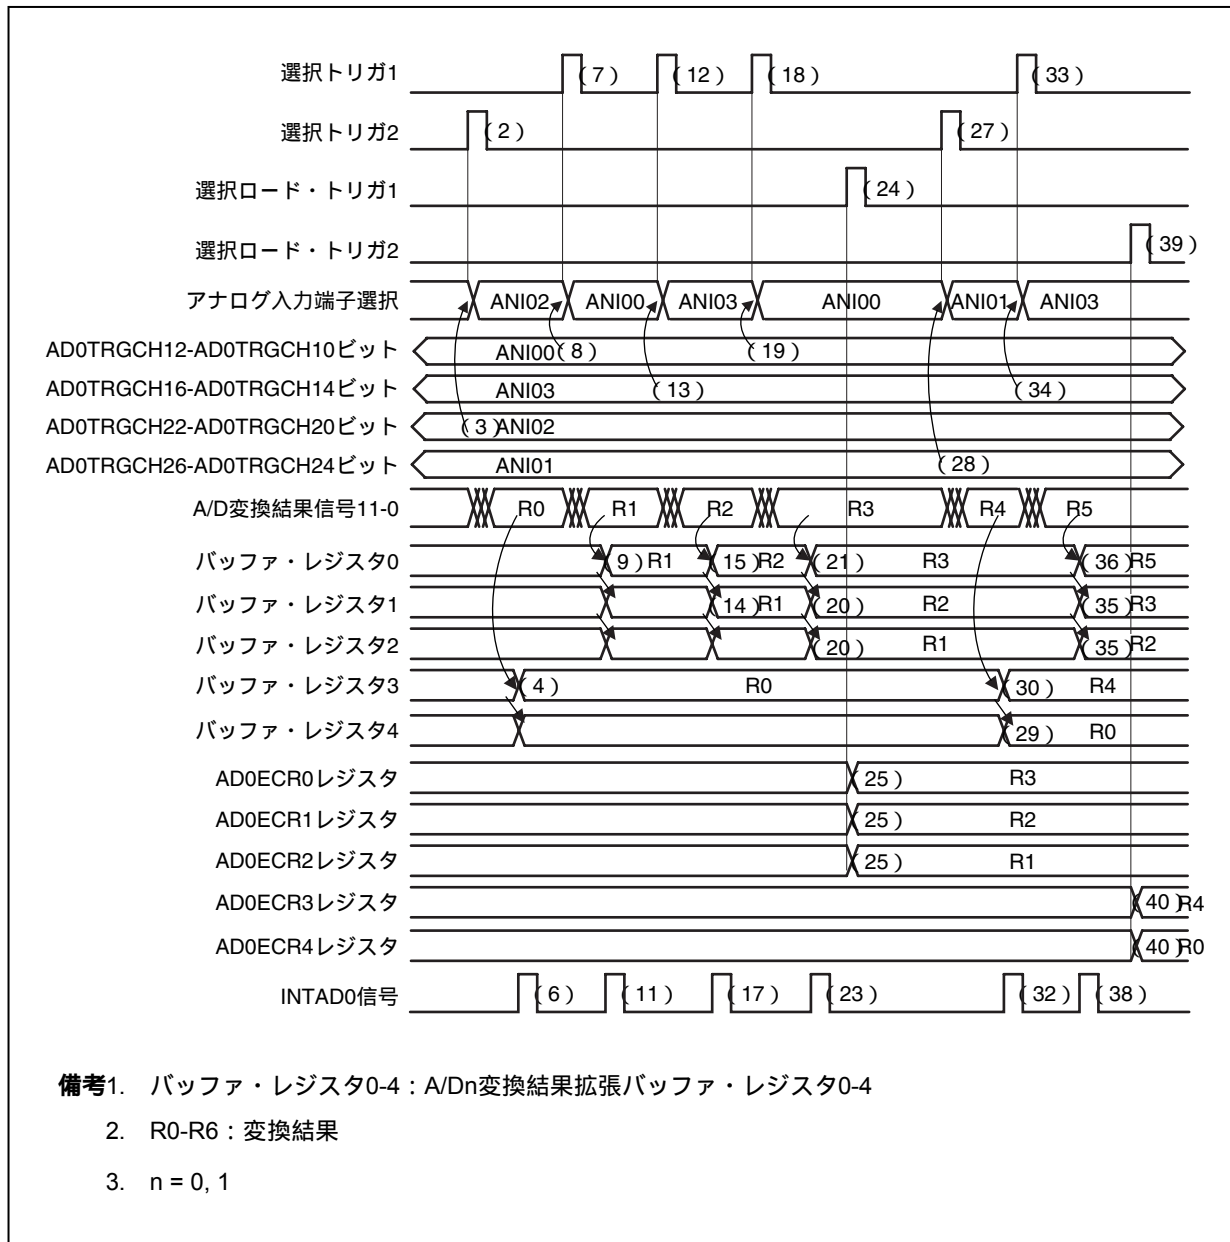 選択トリガ1 (7) (12) (18) (33)
選択トリガ2 (2) (27)
選択ロード・トリガ1 (24)
選択ロード・トリガ2 (39)
アナログ入力端子選択 ANI02 ANI00 ANI03 ANI00 ANI01 ANI03
AD0TRGCH12-AD0TRGCH10ビット ANI00 (8) (19)
AD0TRGCH16-AD0TRGCH14ビット ANI03 (13) (34)
AD0TRGCH22-AD0TRGCH20ビット (3) ANI02
AD0TRGCH26-AD0TRGCH24ビット ANI01 (28)
A/D変換結果信号11-0 R0 R1 R2 R3 R4 R5
バッファ・レジスタ0 (9) R1 (15) R2 (21) R3 (36) R5
バッファ・レジスタ1 (14) R1 (20) R2 (35) R3
バッファ・レジスタ2 (20) R1 (35) R2
バッファ・レジスタ3 (4) R0 (30) R4
バッファ・レジスタ4 (29) R0
AD0ECR0レジスタ (25) R3
AD0ECR1レジスタ (25) R2
AD0ECR2レジスタ (25) R1
AD0ECR3レジスタ (40) R4
AD0ECR4レジスタ (40) R0
INTAD0信号 (6) (11) (17) (23) (32) (38)
備考1. バッファ・レジスタ0-4：A/Dn変換結果拡張バッファ・レジスタ0-4
2. R0-R6：変換結果
3. n = 0, 1